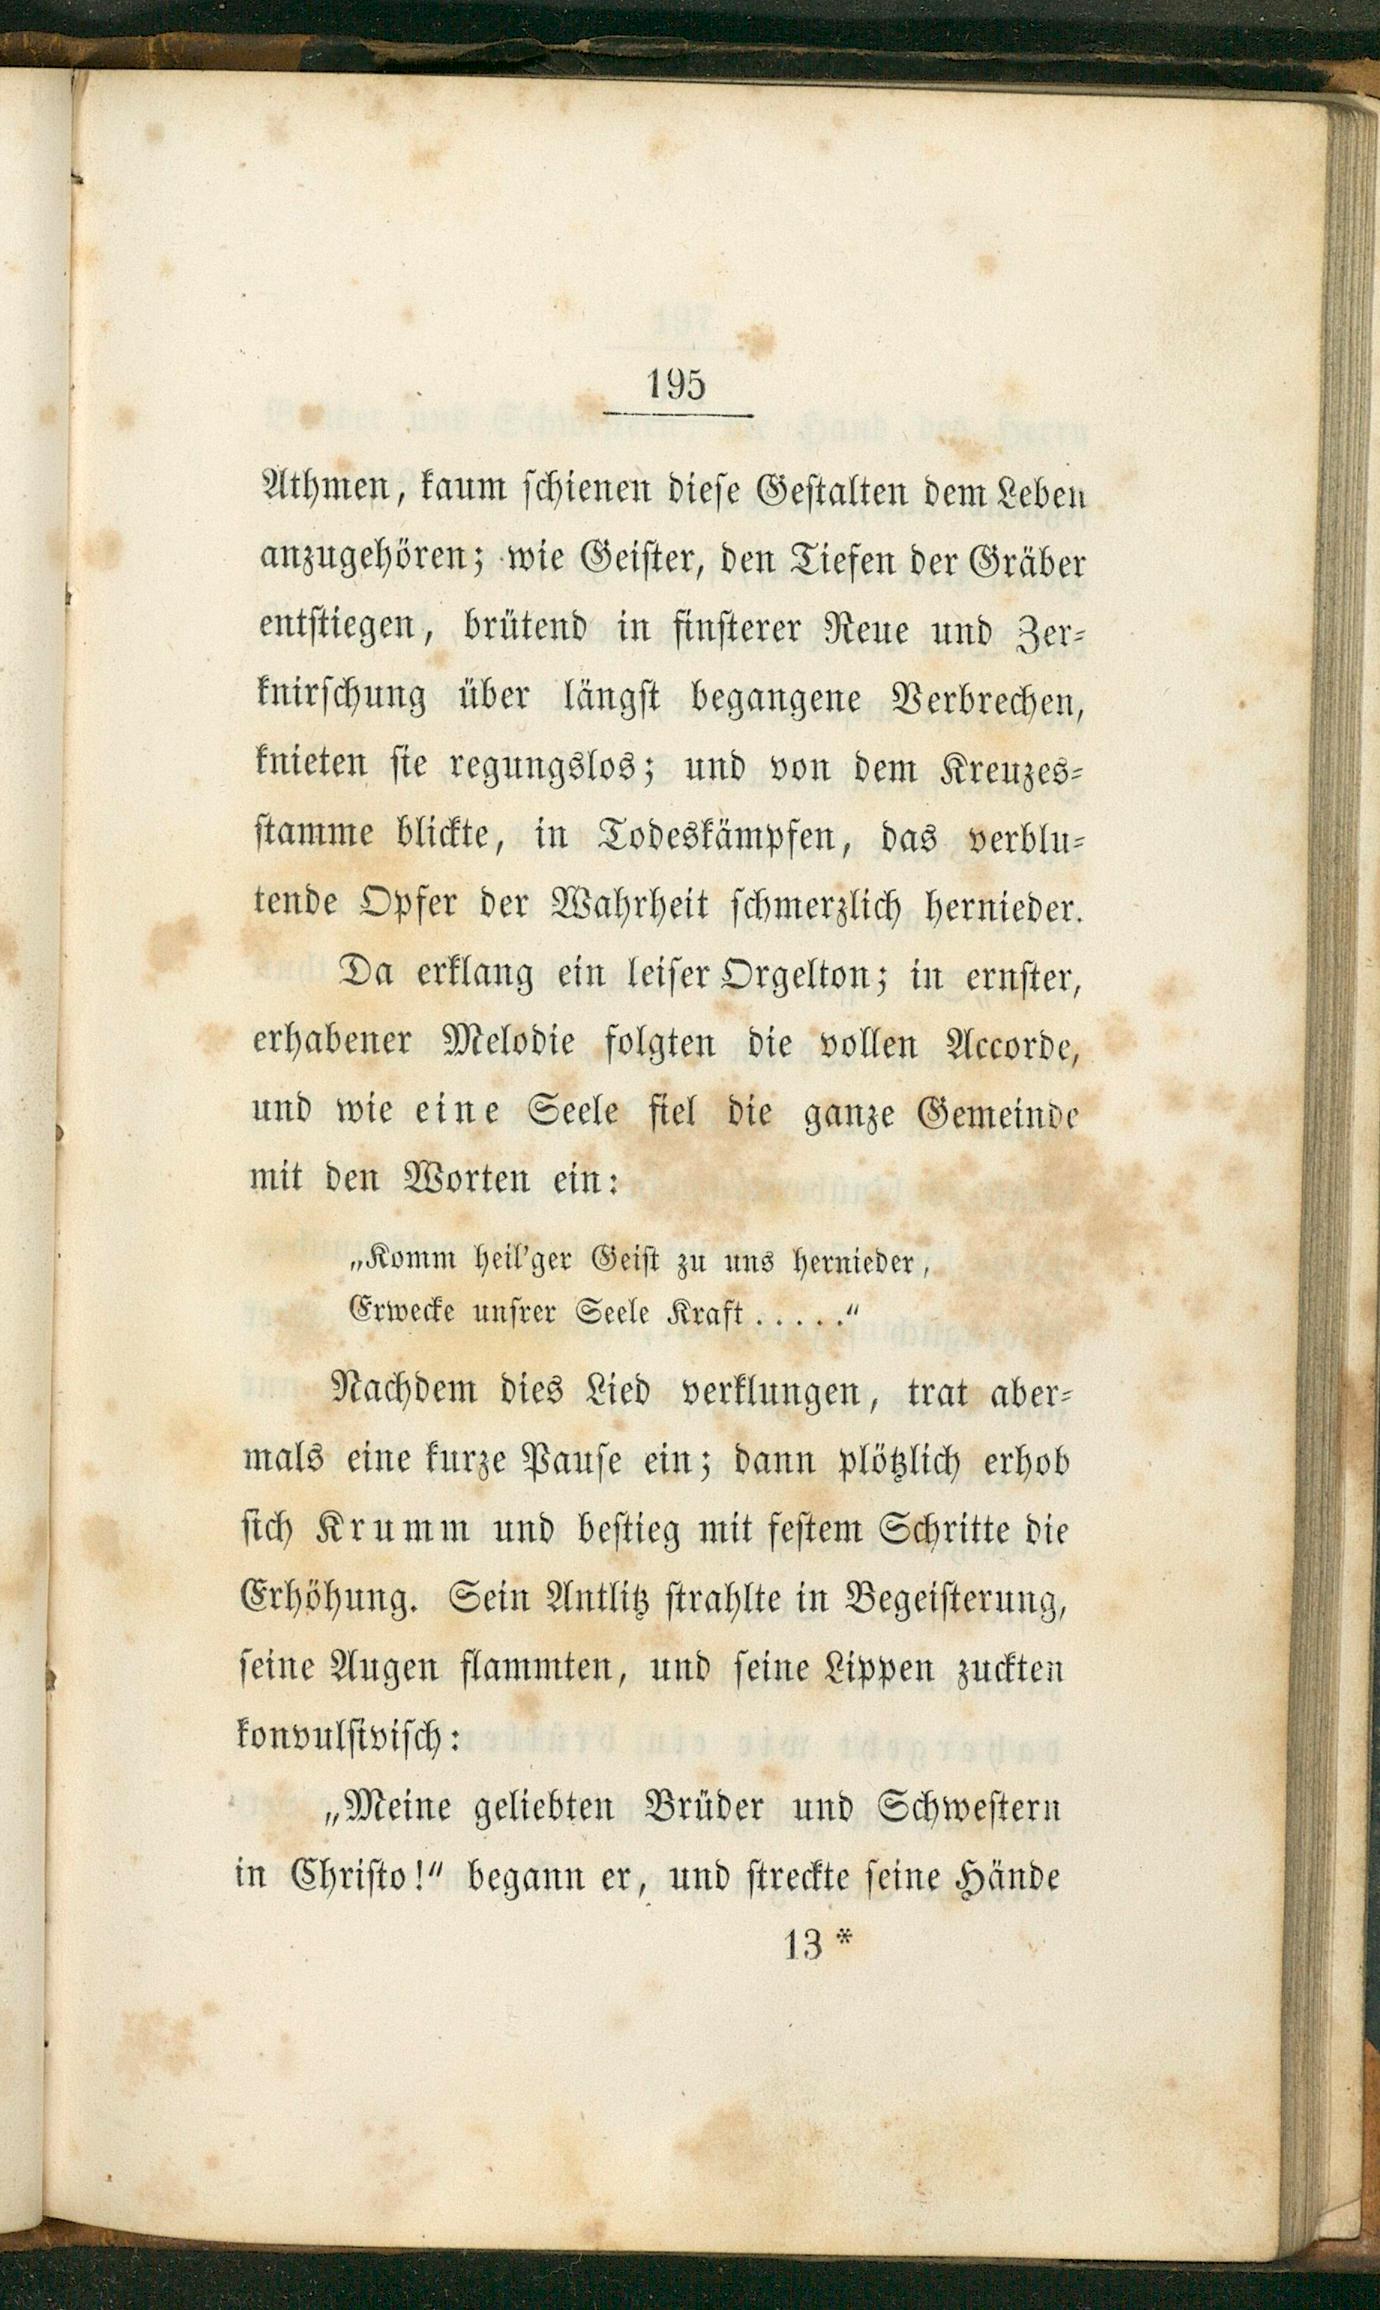 195
Athmen, kaum schienen diese Gestalten dem Leben
anzugehören; wie Geister, den Tiefen der Gräber
entstiegen, brütend in finsterer Reue und Zer-
knirschung über längst begangene Verbrechen,
knieten sie regungslos; und von dem Kreuzes-
stamme blickte, in Todeskämpfen, das verblu-
tende Opfer der Wahrheit schmerzlich hernieder.
Da erklang ein leiser Orgelton; in ernster,
erhabener Melodie folgten die vollen Accorde,
und wie eine Seele fiel die ganze Gemeinde
mit den Worten ein:
„Komm heil'ger Geist zu uns hernieder,
Erwecke unsrer Seele Kraft....."
Nachdem dies Lied verklungen, trat aber-
mals eine kurze Pause ein; dann plötzlich erhob
sich Krumm und bestieg mit festem Schritte die
Erhöhung. Sein Antlitz strahlte in Begeisterung,
seine Augen flammten, und seine Lippen zuckten
konvulsivisch:
„Meine geliebten Brüder und Schwestern
in Christo!" begann er, und streckte seine Hände
13*